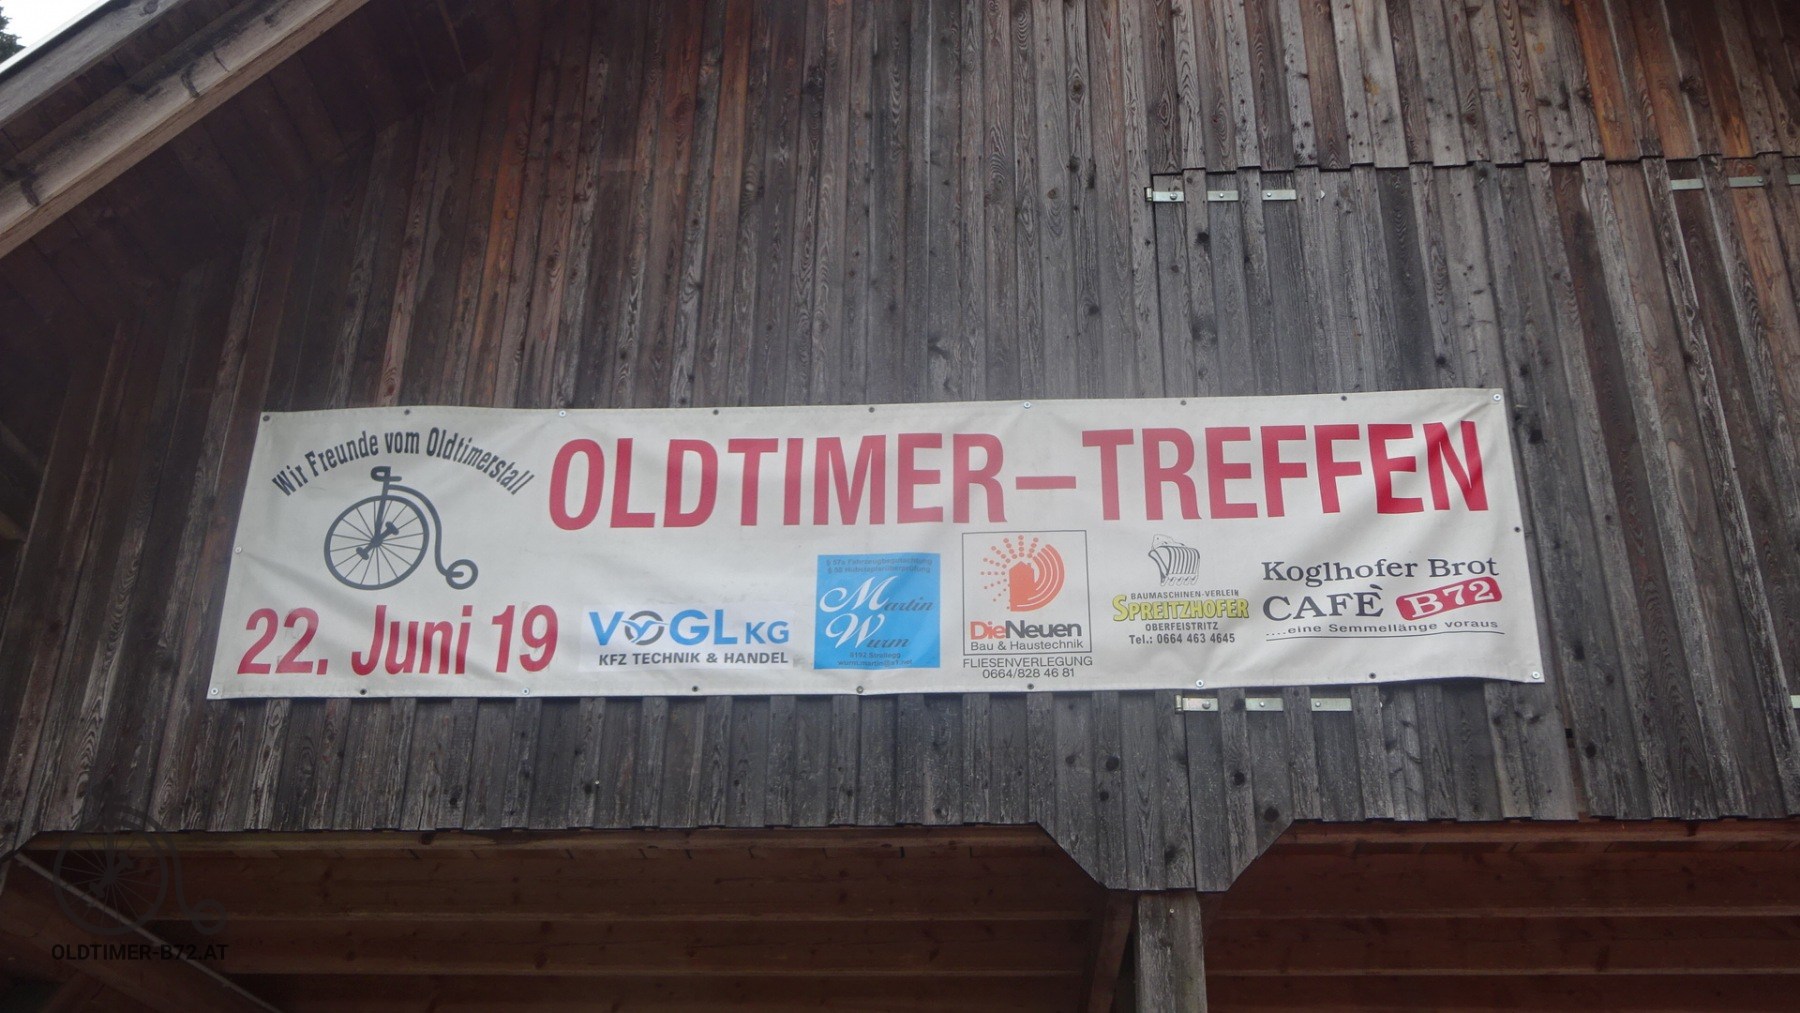 Wir Freunde vom Oldtimerstall
OLDTIMER-TREFFEN
22. Juni 19
VOGL KG
KFZ TECHNIK & HANDEL
Martin
Wurm
DieNeuen
Bau & Haustechnik
FLIESENVERLEGUNG
0664/828 46 81
BAUMASCHINEN-VERLEIH
SPREITZHOFER
OBERFEISTRITZ
Tel.: 0664 463 4645
Koglhofer Brot
CAFÈ B72
....eine Semmellänge voraus
OLDTIMER-B72.AT